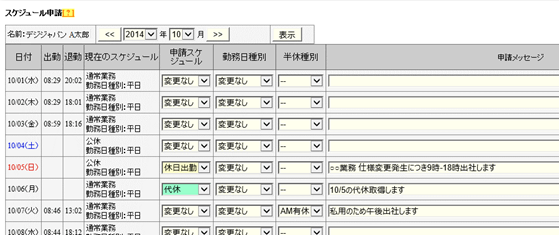 スケジュール申請 ?
名前:デジジャパン A太郎 << 2014 年 10 月 >> 表示
日付 出勤 退勤 現在のスケジュール 申請スケジュール 勤務日種別 半休種別 申請メッセージ
10/01(水) 08:29 20:02 通常業務 変更なし 変更なし --
勤務日種別:平日
10/02(木) 08:29 18:01 通常業務 変更なし 変更なし --
勤務日種別:平日
10/03(金) 08:59 18:16 通常業務 変更なし 変更なし --
勤務日種別:平日
10/04(土) 公休 変更なし 変更なし --
勤務日種別:平日
10/05(日) 公休 休日出勤 変更なし -- ○○業務 仕様変更発生につき9時-18時出社します
勤務日種別:平日
10/06(月) 通常業務 代休 変更なし -- 10/5の代休取得します
勤務日種別:平日
10/07(火) 08:46 13:02 通常業務 変更なし 変更なし AM有休 私用のため午後出社します
勤務日種別:平日
10/08(水) 08:44 18:12 通常業務 変更なし 変更なし --